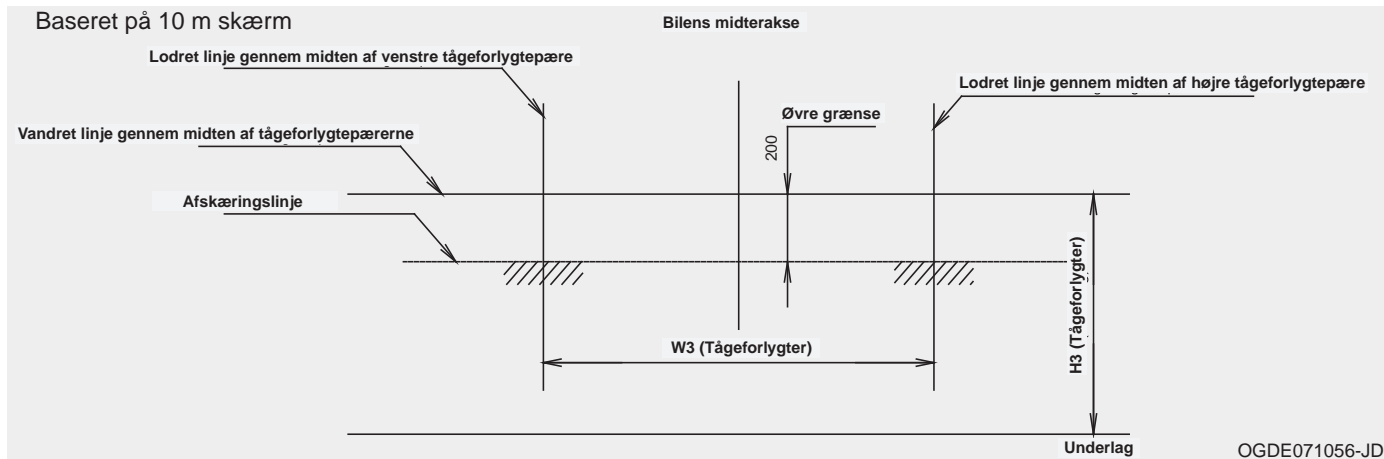 Baseret på 10 m skærm
Bilens midterakse
Lodret linje gennem midten af venstre tågeforlygtepære
Lodret linje gennem midten af højre tågeforlygtepære
Øvre grænse
Vandret linje gennem midten af tågeforlygtepærerne
200
Afskæringslinje
H3 (Tågeforlygter)
W3 (Tågeforlygter)
Underlag
OGDE071056-JD